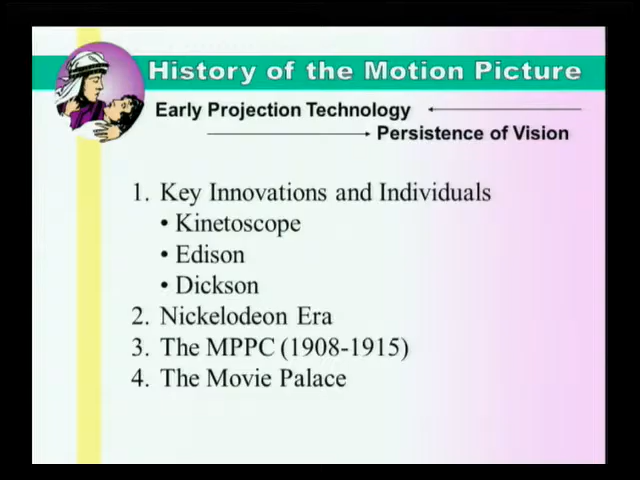 History of the Motion Picture
Early Projection Technology
Persistence of Vision
1. Key Innovations and Individuals
• Kinetoscope
• Edison
• Dickson
2. Nickelodeon Era
3. The MPPC (1908-1915)
4. The Movie Palace